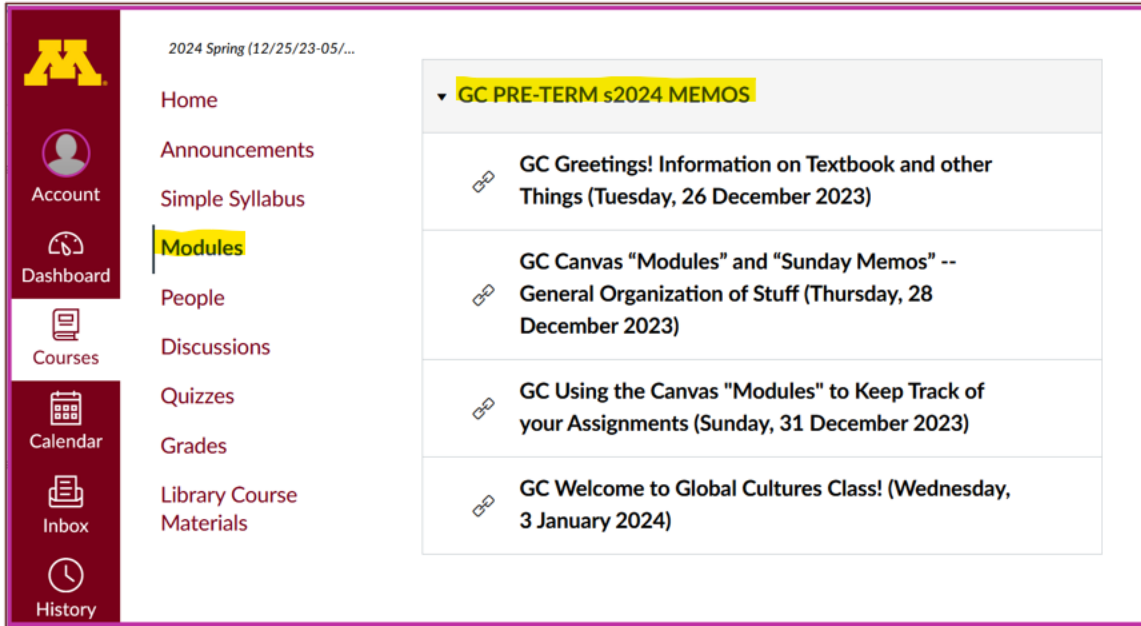 M
Account
Dashboard
Courses
Calendar
Inbox
History
2024 Spring (12/25/23-05/...
Home
Announcements
Simple Syllabus
Modules
People
Discussions
Quizzes
Grades
Library Course
Materials
GC PRE-TERM s2024 MEMOS
GC Greetings! Information on Textbook and other
Things (Tuesday, 26 December 2023)
GC Canvas “Modules” and “Sunday Memos” --
General Organization of Stuff (Thursday, 28
December 2023)
GC Using the Canvas "Modules" to Keep Track of
your Assignments (Sunday, 31 December 2023)
GC Welcome to Global Cultures Class! (Wednesday,
3 January 2024)